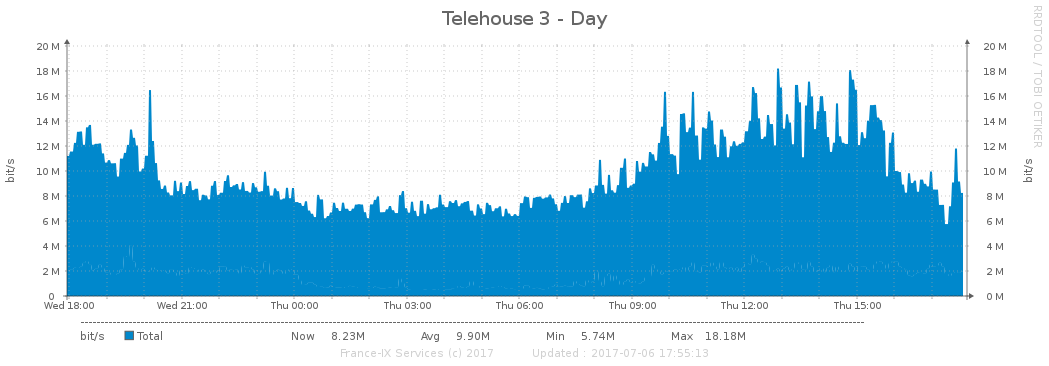 Telehouse 3 - Day
RRDTOOL / TOBI OETIKER
bit/s
20 M 20 M
18 M 18 M
16 M 16 M
14 M 14 M
12 M 12 M
10 M 10 M
8 M 8 M
6 M 6 M
4 M 4 M
2 M 2 M
0 0 M
bit/s
Wed 18:00 Wed 21:00 Thu 00:00 Thu 03:00 Thu 06:00 Thu 09:00 Thu 12:00 Thu 15:00
bit/s Total Now 8.23M Avg 9.90M Min 5.74M Max 18.18M
France-IX Services (c) 2017 Updated : 2017-07-06 17:55:13